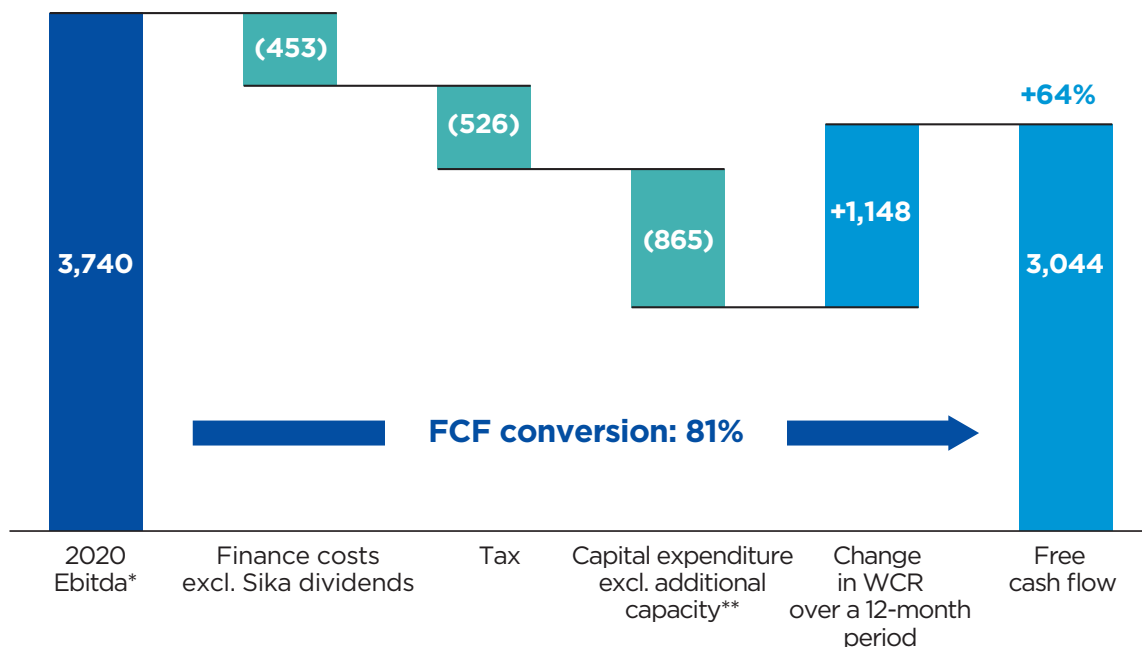 (453)
(526)
(865)
+1,148
+64%
3,740
3,044
FCF conversion: 81%
2020
Ebitda*
Finance costs
excl. Sika dividends
Tax
Capital expenditure
excl. additional
capacity**
Change
in WCR
over a 12-month
period
Free
cash flow